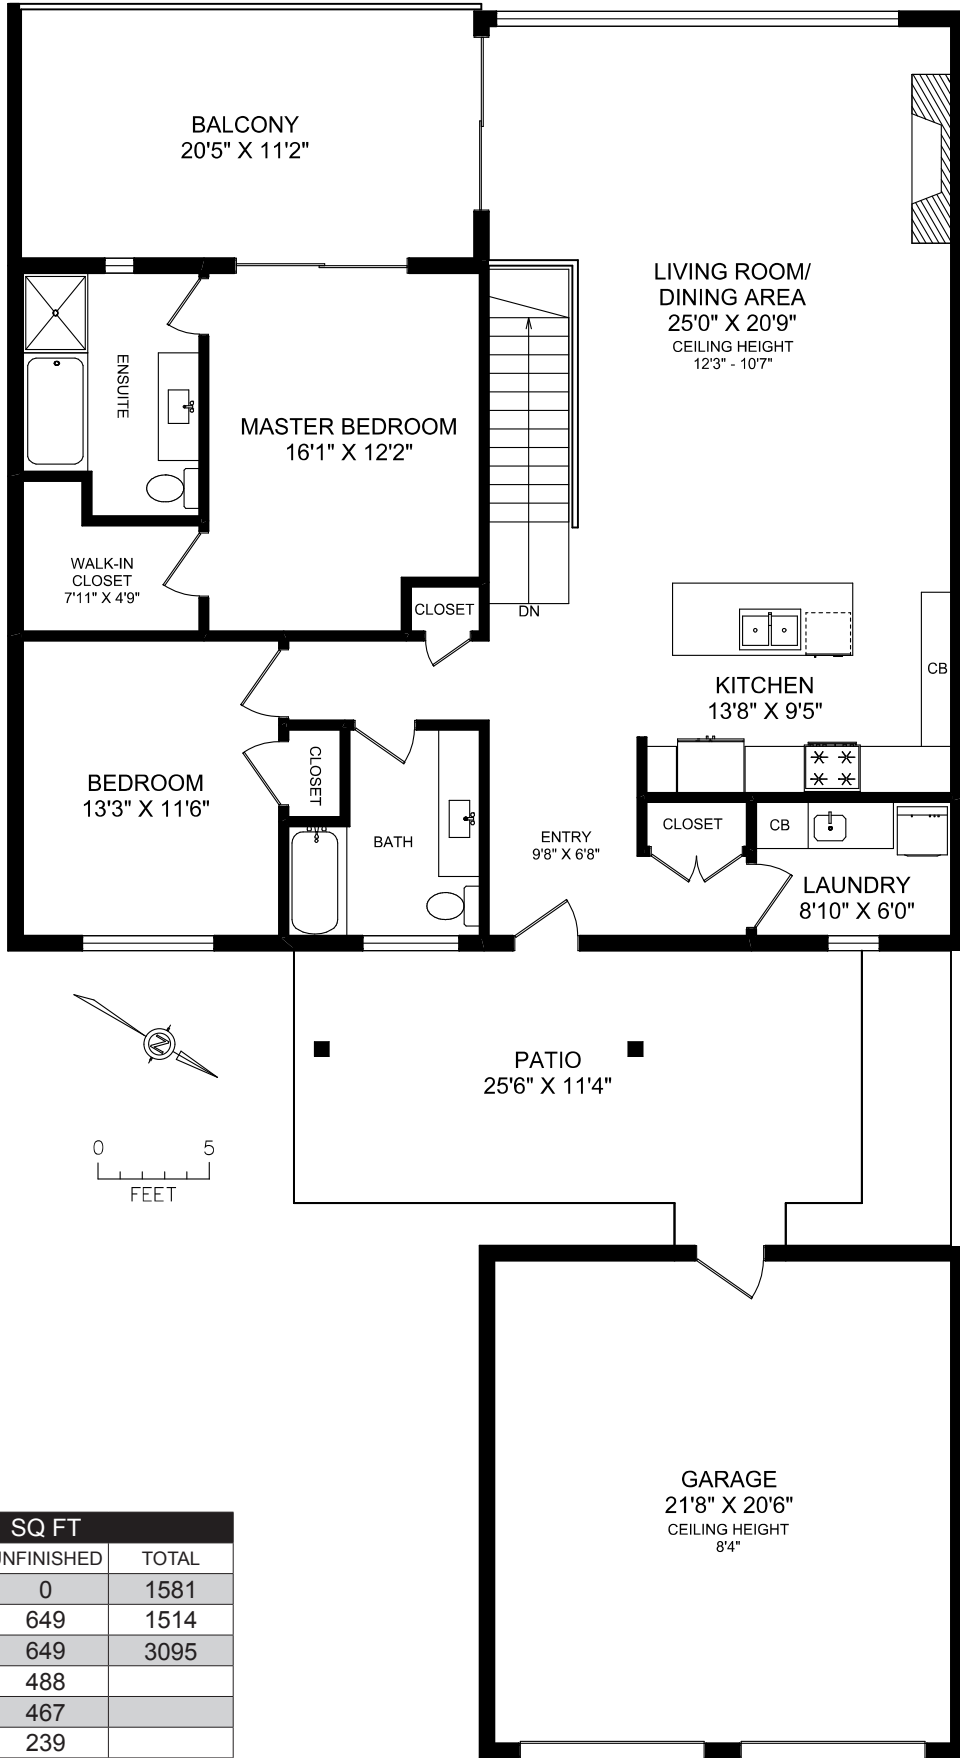 BALCONY
20'5" X 11'2"
LIVING ROOM/
DINING AREA
25'0" X 20'9"
CEILING HEIGHT
12'3" - 10'7"
ENSUITE
MASTER BEDROOM
16'1" X 12'2"
WALK-IN
CLOSET
7'11" X 4'9"
CLOSET
DN
KITCHEN
13'8" X 9'5"
CB
BEDROOM
13'3" X 11'6"
CLOSET
BATH
ENTRY
9'8" X 6'8"
CLOSET
CB
LAUNDRY
8'10" X 6'0"
N
PATIO
25'6" X 11'4"
0 5
FEET
GARAGE
21'8" X 20'6"
CEILING HEIGHT
8'4"
SQ FT
NFINISHED TOTAL
0 1581
649 1514
649 3095
488
467
239